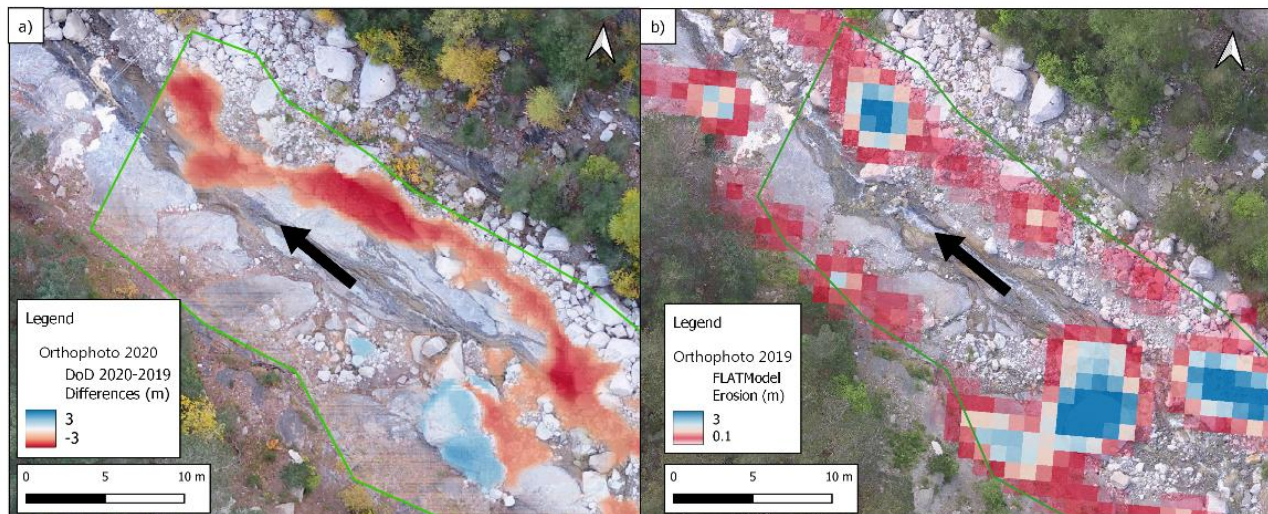 a)
Legend
Orthophoto 2020
DoD 2020-2019
Differences (m)
3
-3
0 5 10 m
b)
Legend
Orthophoto 2019
FLATModel
Erosion (m)
3
0.1
0 5 10 m